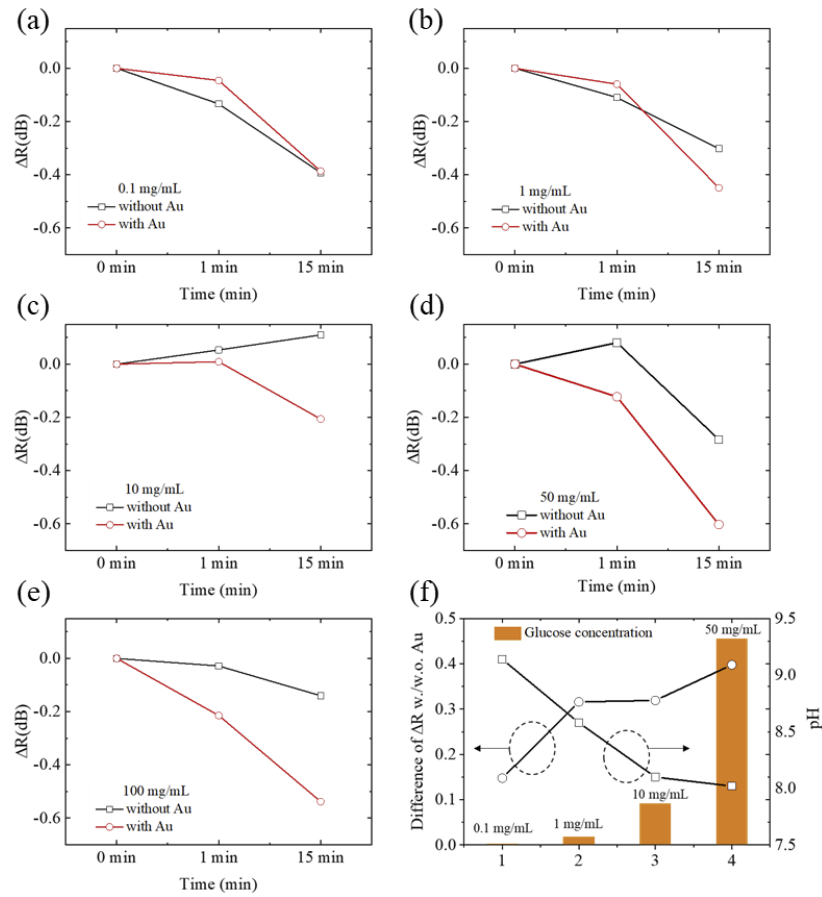 (a)
0.0
-0.2
-0.4
-0.6
ΔR(dB)
0.1 mg/mL
without Au
with Au
0 min 1 min 15 min
Time (min)
(b)
0.0
-0.2
-0.4
-0.6
ΔR(dB)
1 mg/mL
without Au
with Au
0 min 1 min 15 min
Time (min)
(c)
0.0
-0.2
-0.4
-0.6
ΔR(dB)
10 mg/mL
without Au
with Au
0 min 1 min 15 min
Time (min)
(d)
0.0
-0.2
-0.4
-0.6
ΔR(dB)
50 mg/mL
without Au
with Au
0 min 1 min 15 min
Time (min)
(e)
0.0
-0.2
-0.4
-0.6
ΔR(dB)
100 mg/mL
without Au
with Au
0 min 1 min 15 min
Time (min)
(f)
0.5
0.4
0.3
0.2
0.1
0.0
Difference of ΔR w./w.o. Au
Glucose concentration
0.1 mg/mL
1 mg/mL
10 mg/mL
50 mg/mL
9.5
9.0
8.5
8.0
7.5
pH
1 2 3 4